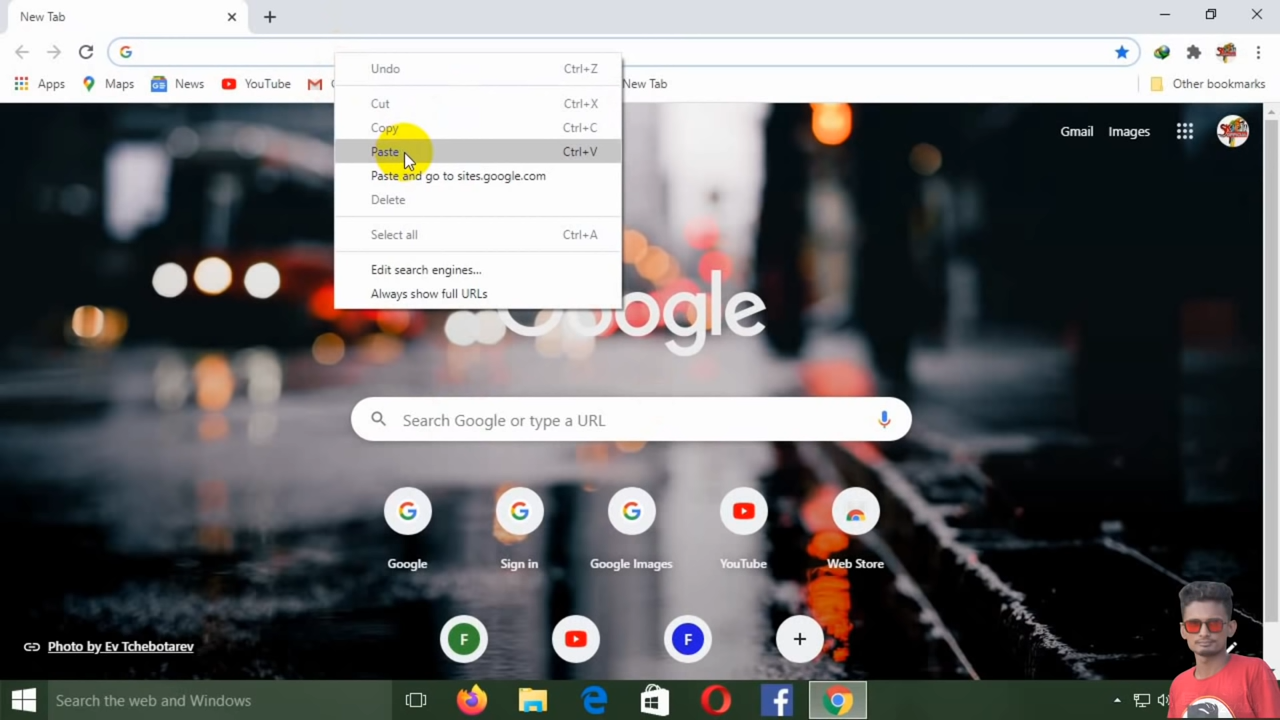 New Tab
Apps
Maps
News
YouTube
New Tab
Other bookmarks
Undo Ctrl+Z
Cut Ctrl+X
Copy Ctrl+C
Paste Ctrl+V
Paste and go to sites.google.com
Delete
Select all Ctrl+A
Edit search engines...
Always show full URLs
Gmail
Images
Google
Search Google or type a URL
Google
Sign in
Google Images
YouTube
Web Store
F
F
Photo by Ev Tchebotarev
Search the web and Windows